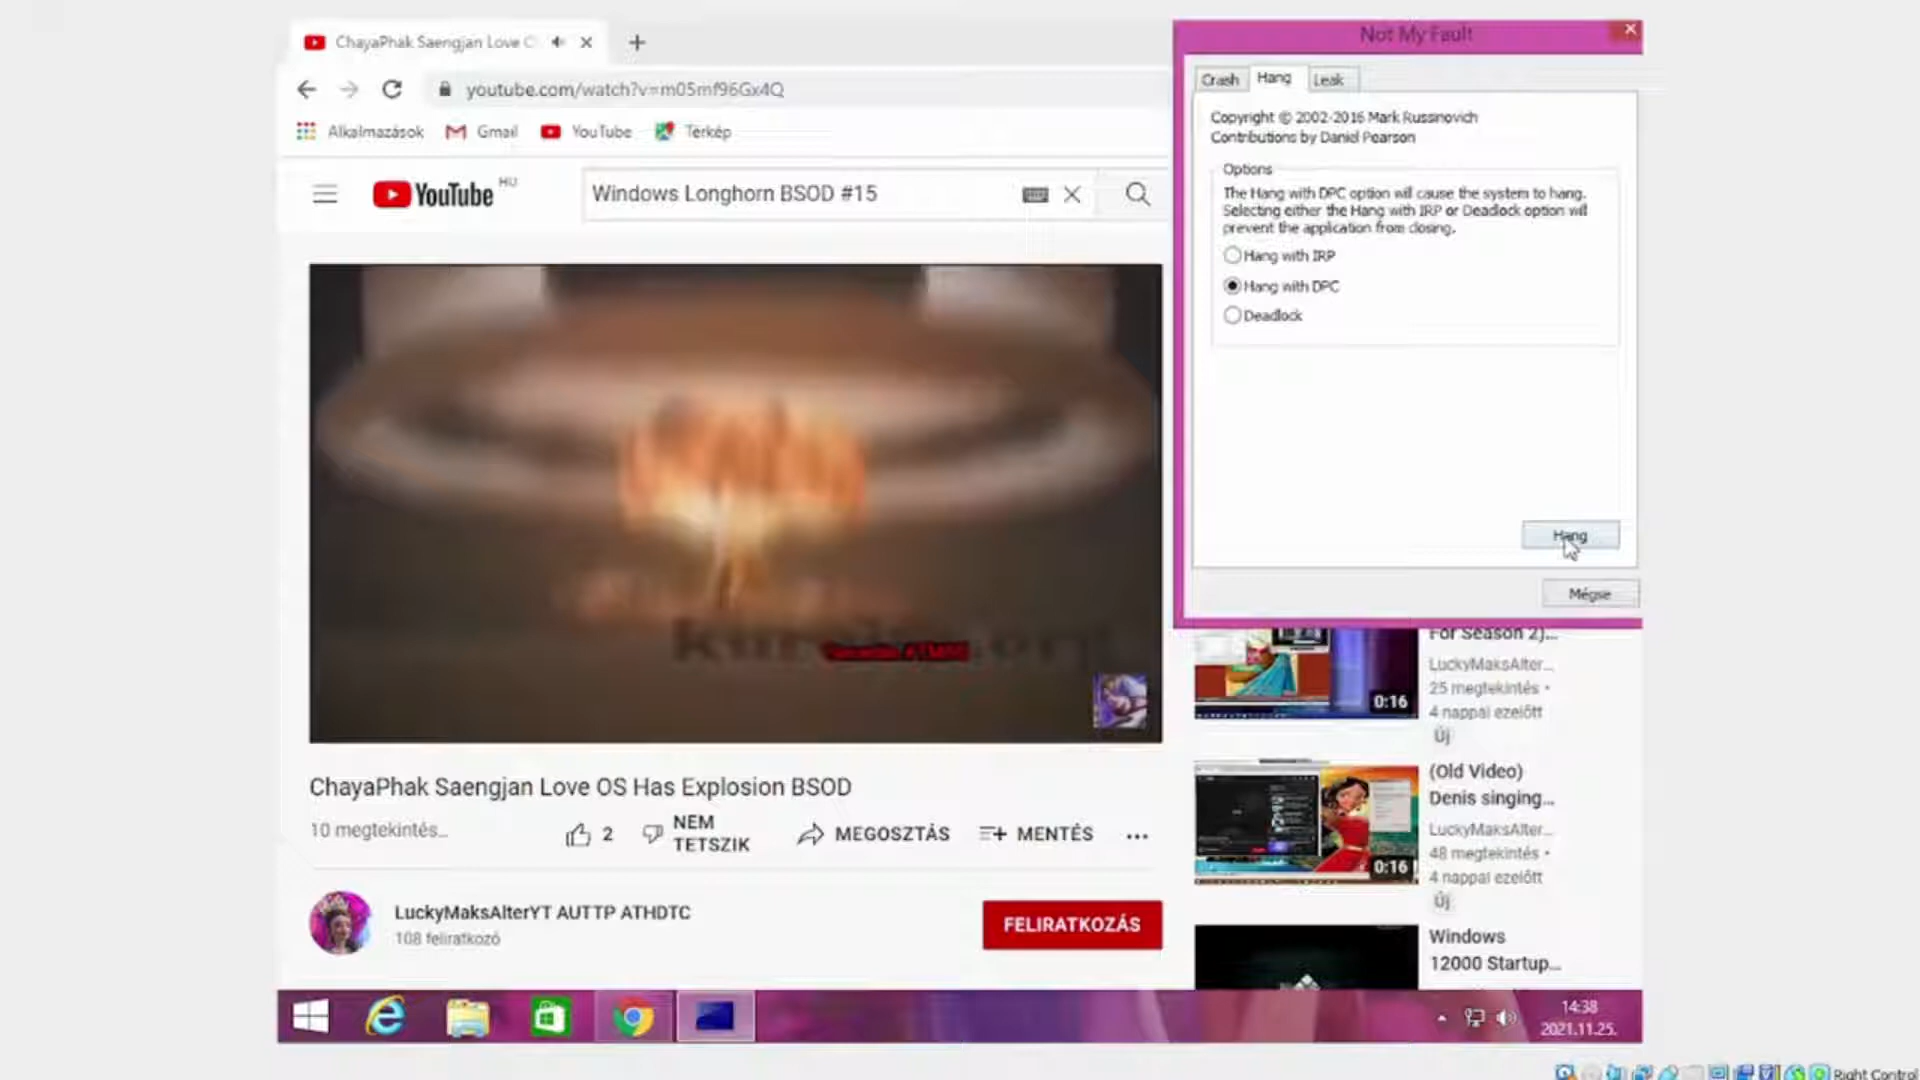 ChayaPhak Saengjan Love O
youtube.com/watch?v=m05mf96Gx4Q
Alkalmazások Gmail YouTube Térkép
YouTube HU
Windows Longhorn BSOD #15
ChayaPhak Saengjan Love OS Has Explosion BSOD
10 megtekintés...
2
NEM TETSZIK
MEGOSZTÁS
MENTÉS
LuckyMaksAlterYT AUTTP ATHDTC
108 feliratkozó
FELIRATKOZÁS
Not My Fault
Crash Hang Leak
Copyright © 2002-2016 Mark Russinovich
Contributions by Daniel Pearson
Options
The Hang with DPC option will cause the system to hang.
Selecting either the Hang with IRP or Deadlock option will
prevent the application from closing.
Hang with IRP
Hang with DPC
Deadlock
Hang
Mégse
For Season 2)...
LuckyMaksAlter...
25 megtekintés •
4 nappal ezelőtt
Új
0:16
(Old Video)
Denis singing...
LuckyMaksAlter...
48 megtekintés •
4 nappal ezelőtt
Új
0:16
Windows
12000 Startup...
14:38
2021.11.25.
Right Control